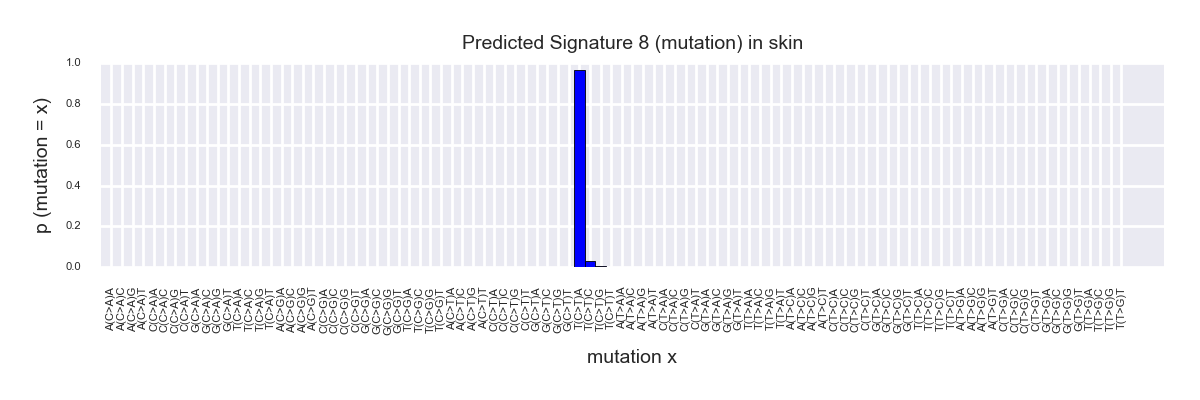 Predicted Signature 8 (mutation) in skin
p (mutation = x)
1.0
0.8
0.6
0.4
0.2
0.0
A(C>A)A
A(C>A)C
A(C>A)G
A(C>A)T
C(C>A)A
C(C>A)C
C(C>A)G
C(C>A)T
G(C>A)A
G(C>A)C
G(C>A)G
G(C>A)T
T(C>A)A
T(C>A)C
T(C>A)G
T(C>A)T
A(C>G)A
A(C>G)C
A(C>G)G
A(C>G)T
C(C>G)A
C(C>G)C
C(C>G)G
C(C>G)T
G(C>G)A
G(C>G)C
G(C>G)G
G(C>G)T
T(C>G)A
T(C>G)C
T(C>G)G
T(C>G)T
A(C>T)A
A(C>T)C
A(C>T)G
A(C>T)T
C(C>T)A
C(C>T)C
C(C>T)G
C(C>T)T
G(C>T)A
G(C>T)C
G(C>T)G
G(C>T)T
T(C>T)A
T(C>T)C
T(C>T)G
T(C>T)T
A(T>A)A
A(T>A)C
A(T>A)G
A(T>A)T
C(T>A)A
C(T>A)C
C(T>A)G
C(T>A)T
G(T>A)A
G(T>A)C
G(T>A)G
G(T>A)T
T(T>A)A
T(T>A)C
T(T>A)G
T(T>A)T
A(T>C)A
A(T>C)C
A(T>C)G
A(T>C)T
C(T>C)A
C(T>C)C
C(T>C)G
C(T>C)T
G(T>C)A
G(T>C)C
G(T>C)G
G(T>C)T
T(T>C)A
T(T>C)C
T(T>C)G
T(T>C)T
A(T>G)A
A(T>G)C
A(T>G)G
A(T>G)T
C(T>G)A
C(T>G)C
C(T>G)G
C(T>G)T
G(T>G)A
G(T>G)C
G(T>G)G
G(T>G)T
T(T>G)A
T(T>G)C
T(T>G)G
T(T>G)T
mutation x